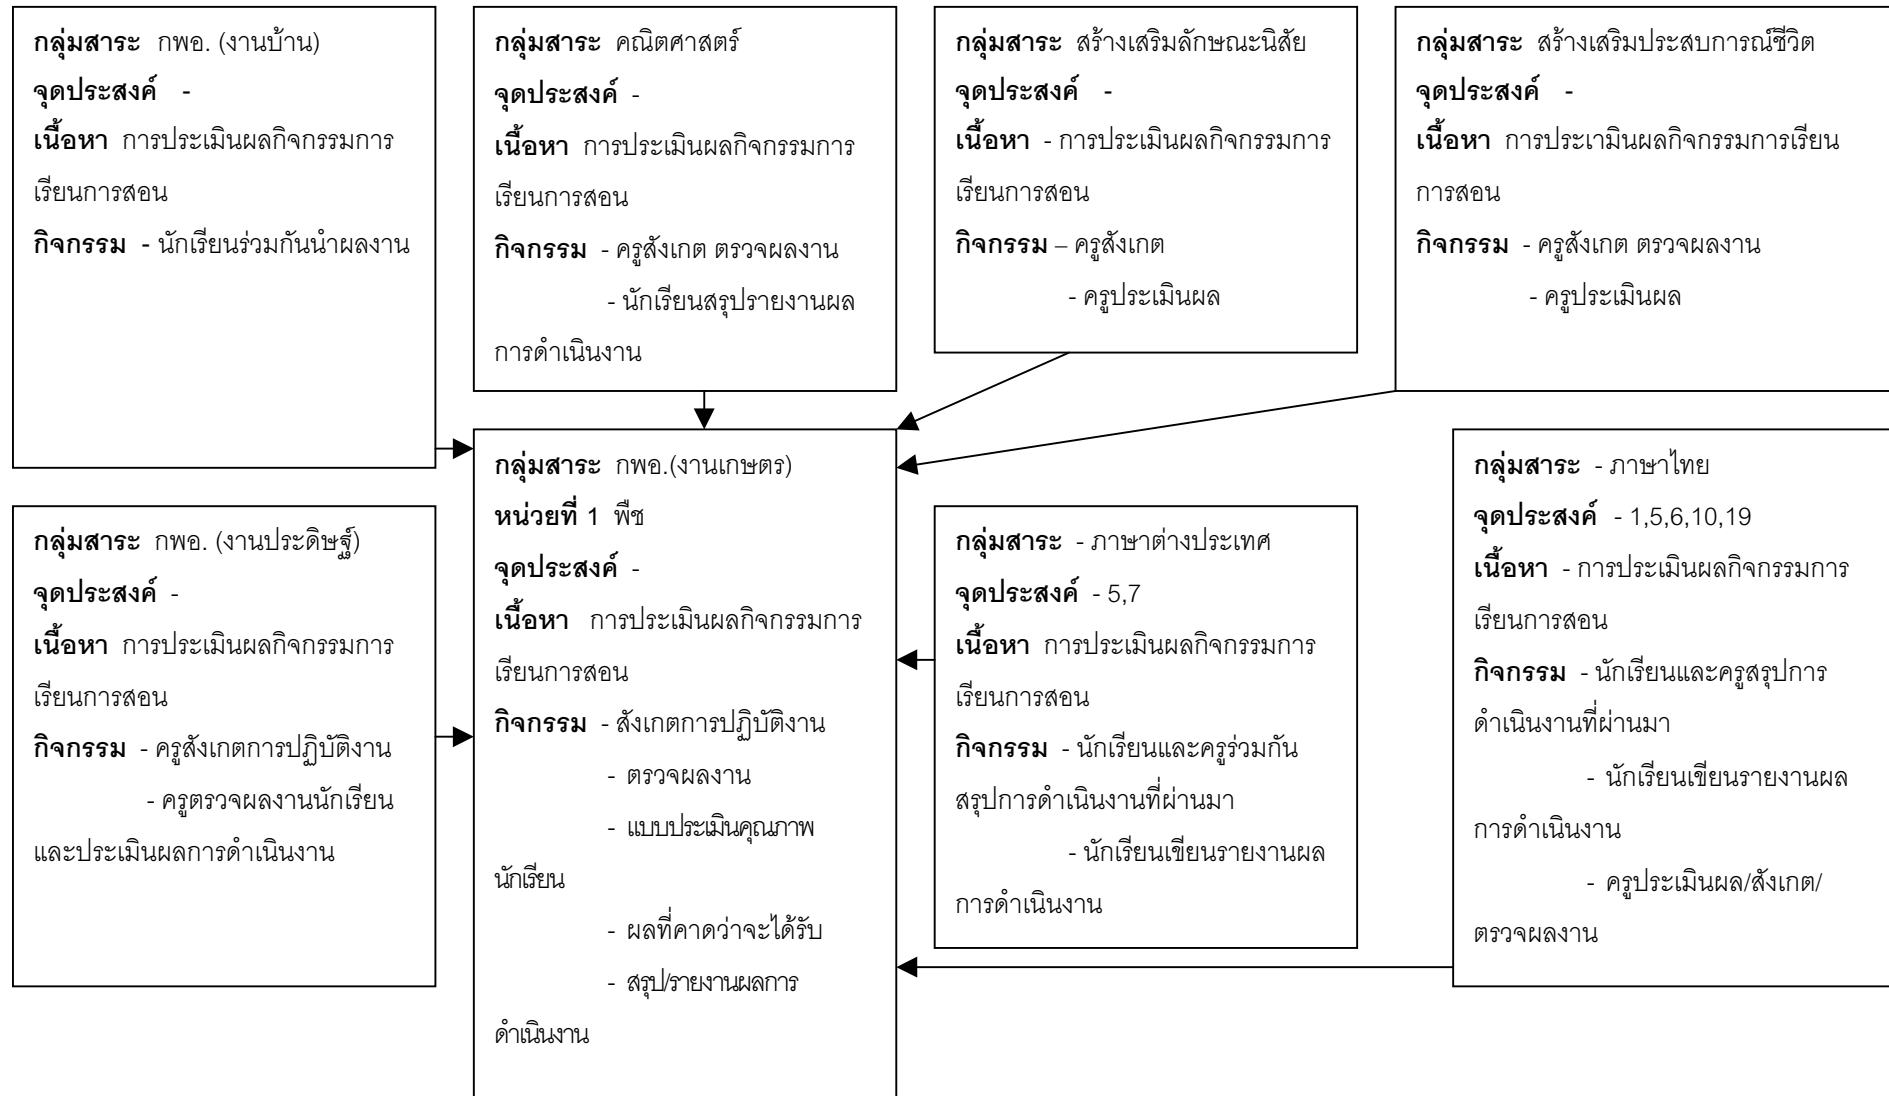 กลุ่มสาระ กพอ. (งานบ้าน)
จุดประสงค์ -
เนื้อหา การประเมินผลกิจกรรมการ
เรียนการสอน
กิจกรรม - นักเรียนร่วมกันนำผลงาน
กลุ่มสาระ คณิตศาสตร์
จุดประสงค์ -
เนื้อหา การประเมินผลกิจกรรมการ
เรียนการสอน
กิจกรรม - ครูสังเกต ตรวจผลงาน
- นักเรียนสรุปรายงานผล
การดำเนินงาน
กลุ่มสาระ สร้างเสริมลักษณะนิสัย
จุดประสงค์ -
เนื้อหา - การประเมินผลกิจกรรมการ
เรียนการสอน
กิจกรรม – ครูสังเกต
- ครูประเมินผล
กลุ่มสาระ สร้างเสริมประสบการณ์ชีวิต
จุดประสงค์ -
เนื้อหา การประเามินผลกิจกรรมการเรียน
การสอน
กิจกรรม - ครูสังเกต ตรวจผลงาน
- ครูประเมินผล
กลุ่มสาระ กพอ. (งานประดิษฐ์)
จุดประสงค์ -
เนื้อหา การประเมินผลกิจกรรมการ
เรียนการสอน
กิจกรรม - ครูสังเกตการปฏิบัติงาน
- ครูตรวจผลงานนักเรียน
และประเมินผลการดำเนินงาน
กลุ่มสาระ กพอ.(งานเกษตร)
หน่วยที่ 1 พืช
จุดประสงค์ -
เนื้อหา การประเมินผลกิจกรรมการ
เรียนการสอน
กิจกรรม - สังเกตการปฏิบัติงาน
- ตรวจผลงาน
- แบบประเมินคุณภาพ
นักเรียน
- ผลที่คาดว่าจะได้รับ
- สรุป/รายงานผลการ
ดำเนินงาน
กลุ่มสาระ - ภาษาต่างประเทศ
จุดประสงค์ - 5,7
เนื้อหา การประเมินผลกิจกรรมการ
เรียนการสอน
กิจกรรม - นักเรียนและครูร่วมกัน
สรุปการดำเนินงานที่ผ่านมา
- นักเรียนเขียนรายงานผล
การดำเนินงาน
กลุ่มสาระ - ภาษาไทย
จุดประสงค์ - 1,5,6,10,19
เนื้อหา - การประเมินผลกิจกรรมการ
เรียนการสอน
กิจกรรม - นักเรียนและครูสรุปการ
ดำเนินงานที่ผ่านมา
- นักเรียนเขียนรายงานผล
การดำเนินงาน
- ครูประเมินผล/สังเกต/
ตรวจผลงาน